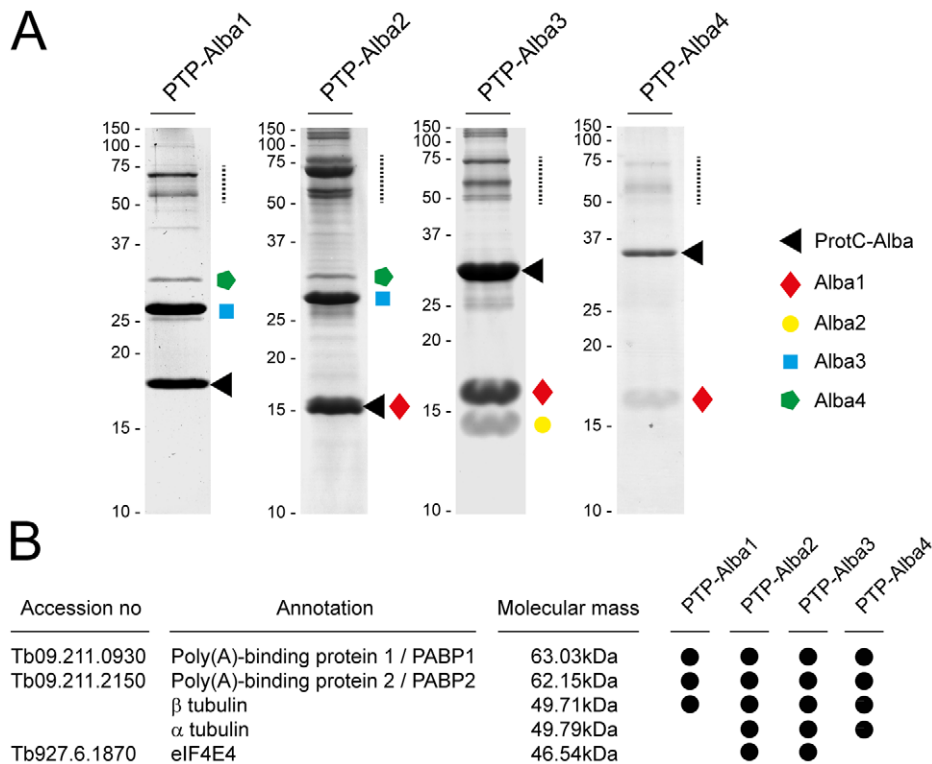 A
PTP-Alba1
PTP-Alba2
PTP-Alba3
PTP-Alba4
150 -
100 -
75 -
50 -
37 -
25 -
20 -
15 -
10 -
150 -
100 -
75 -
50 -
37 -
25 -
20 -
15 -
10 -
150 -
100 -
75 -
50 -
37 -
25 -
20 -
15 -
10 -
150 -
100 -
75 -
50 -
37 -
25 -
20 -
15 -
10 -
ProtC-Alba
Alba1
Alba2
Alba3
Alba4
B
PTP-Alba1
PTP-Alba2
PTP-Alba3
PTP-Alba4
Accession no Annotation Molecular mass
Tb09.211.0930 Poly(A)-binding protein 1 / PABP1 63.03kDa
Tb09.211.2150 Poly(A)-binding protein 2 / PABP2 62.15kDa
β tubulin 49.71kDa
α tubulin 49.79kDa
Tb927.6.1870 eIF4E4 46.54kDa